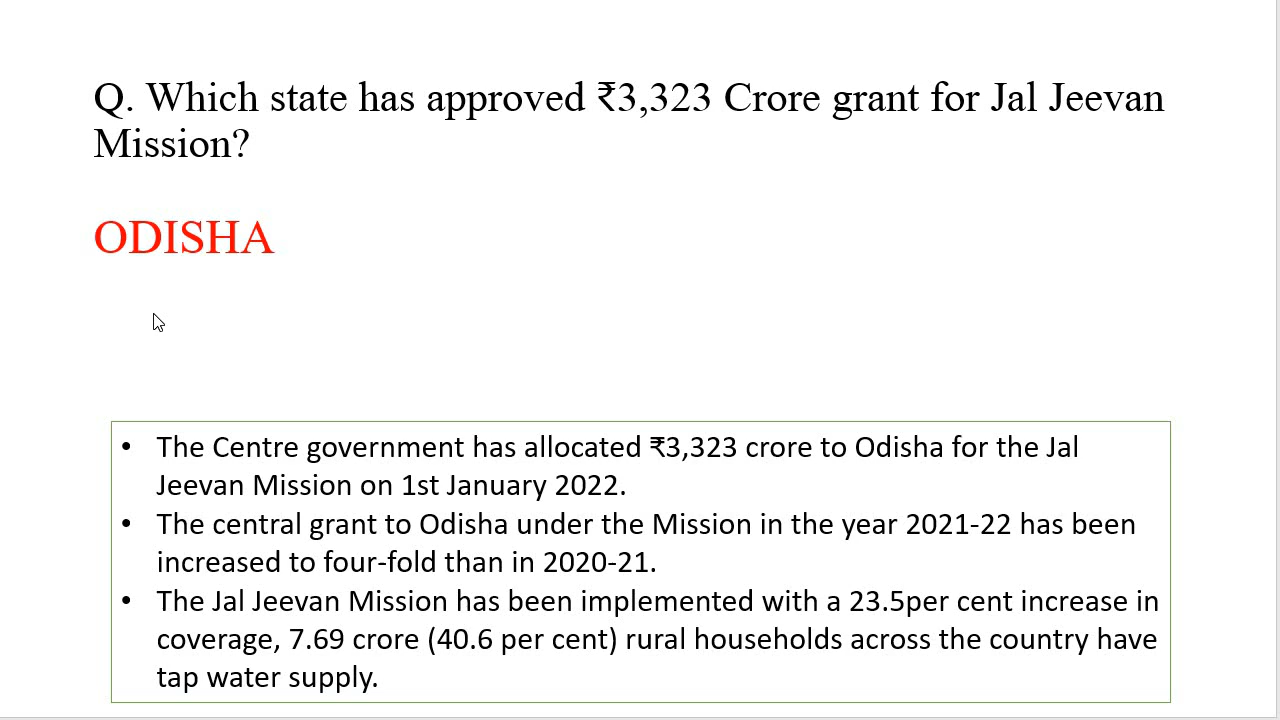 Q. Which state has approved ₹3,323 Crore grant for Jal Jeevan
Mission?
ODISHA
• The Centre government has allocated ₹3,323 crore to Odisha for the Jal
Jeevan Mission on 1st January 2022.
• The central grant to Odisha under the Mission in the year 2021-22 has been
increased to four-fold than in 2020-21.
• The Jal Jeevan Mission has been implemented with a 23.5per cent increase in
coverage, 7.69 crore (40.6 per cent) rural households across the country have
tap water supply.